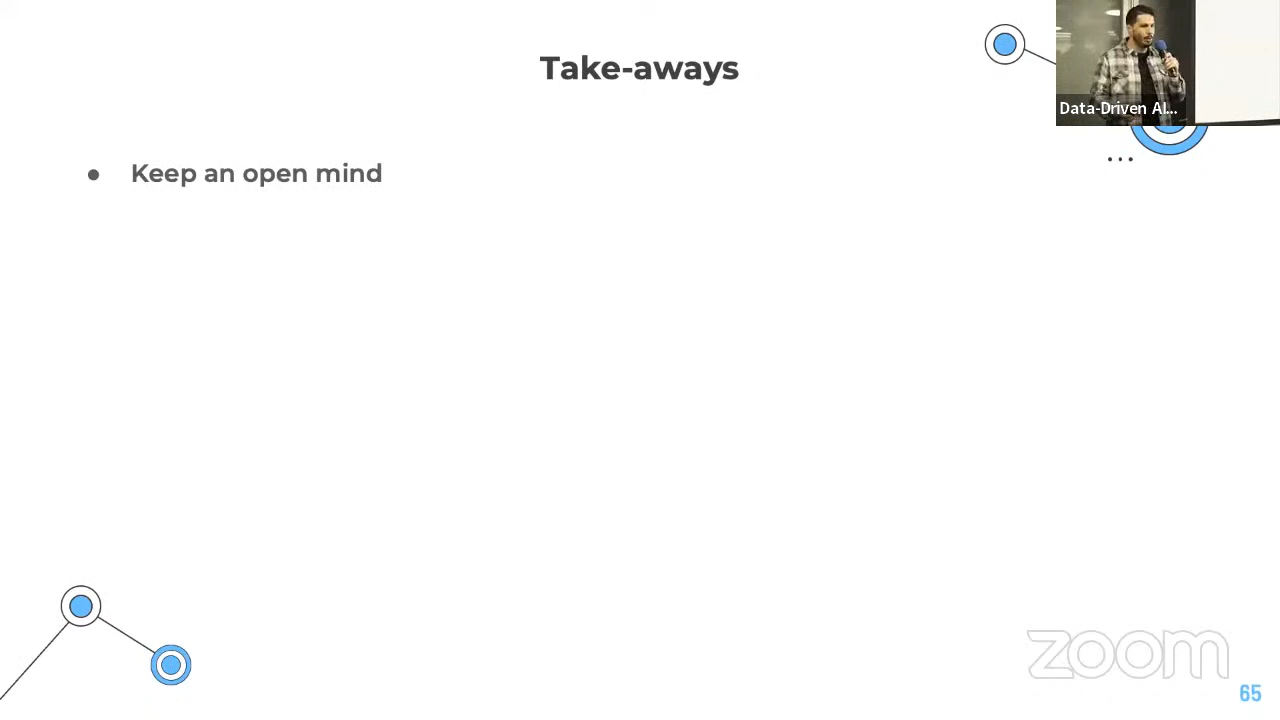 Take-aways
Data-Driven AI...
● Keep an open mind
zoom
65